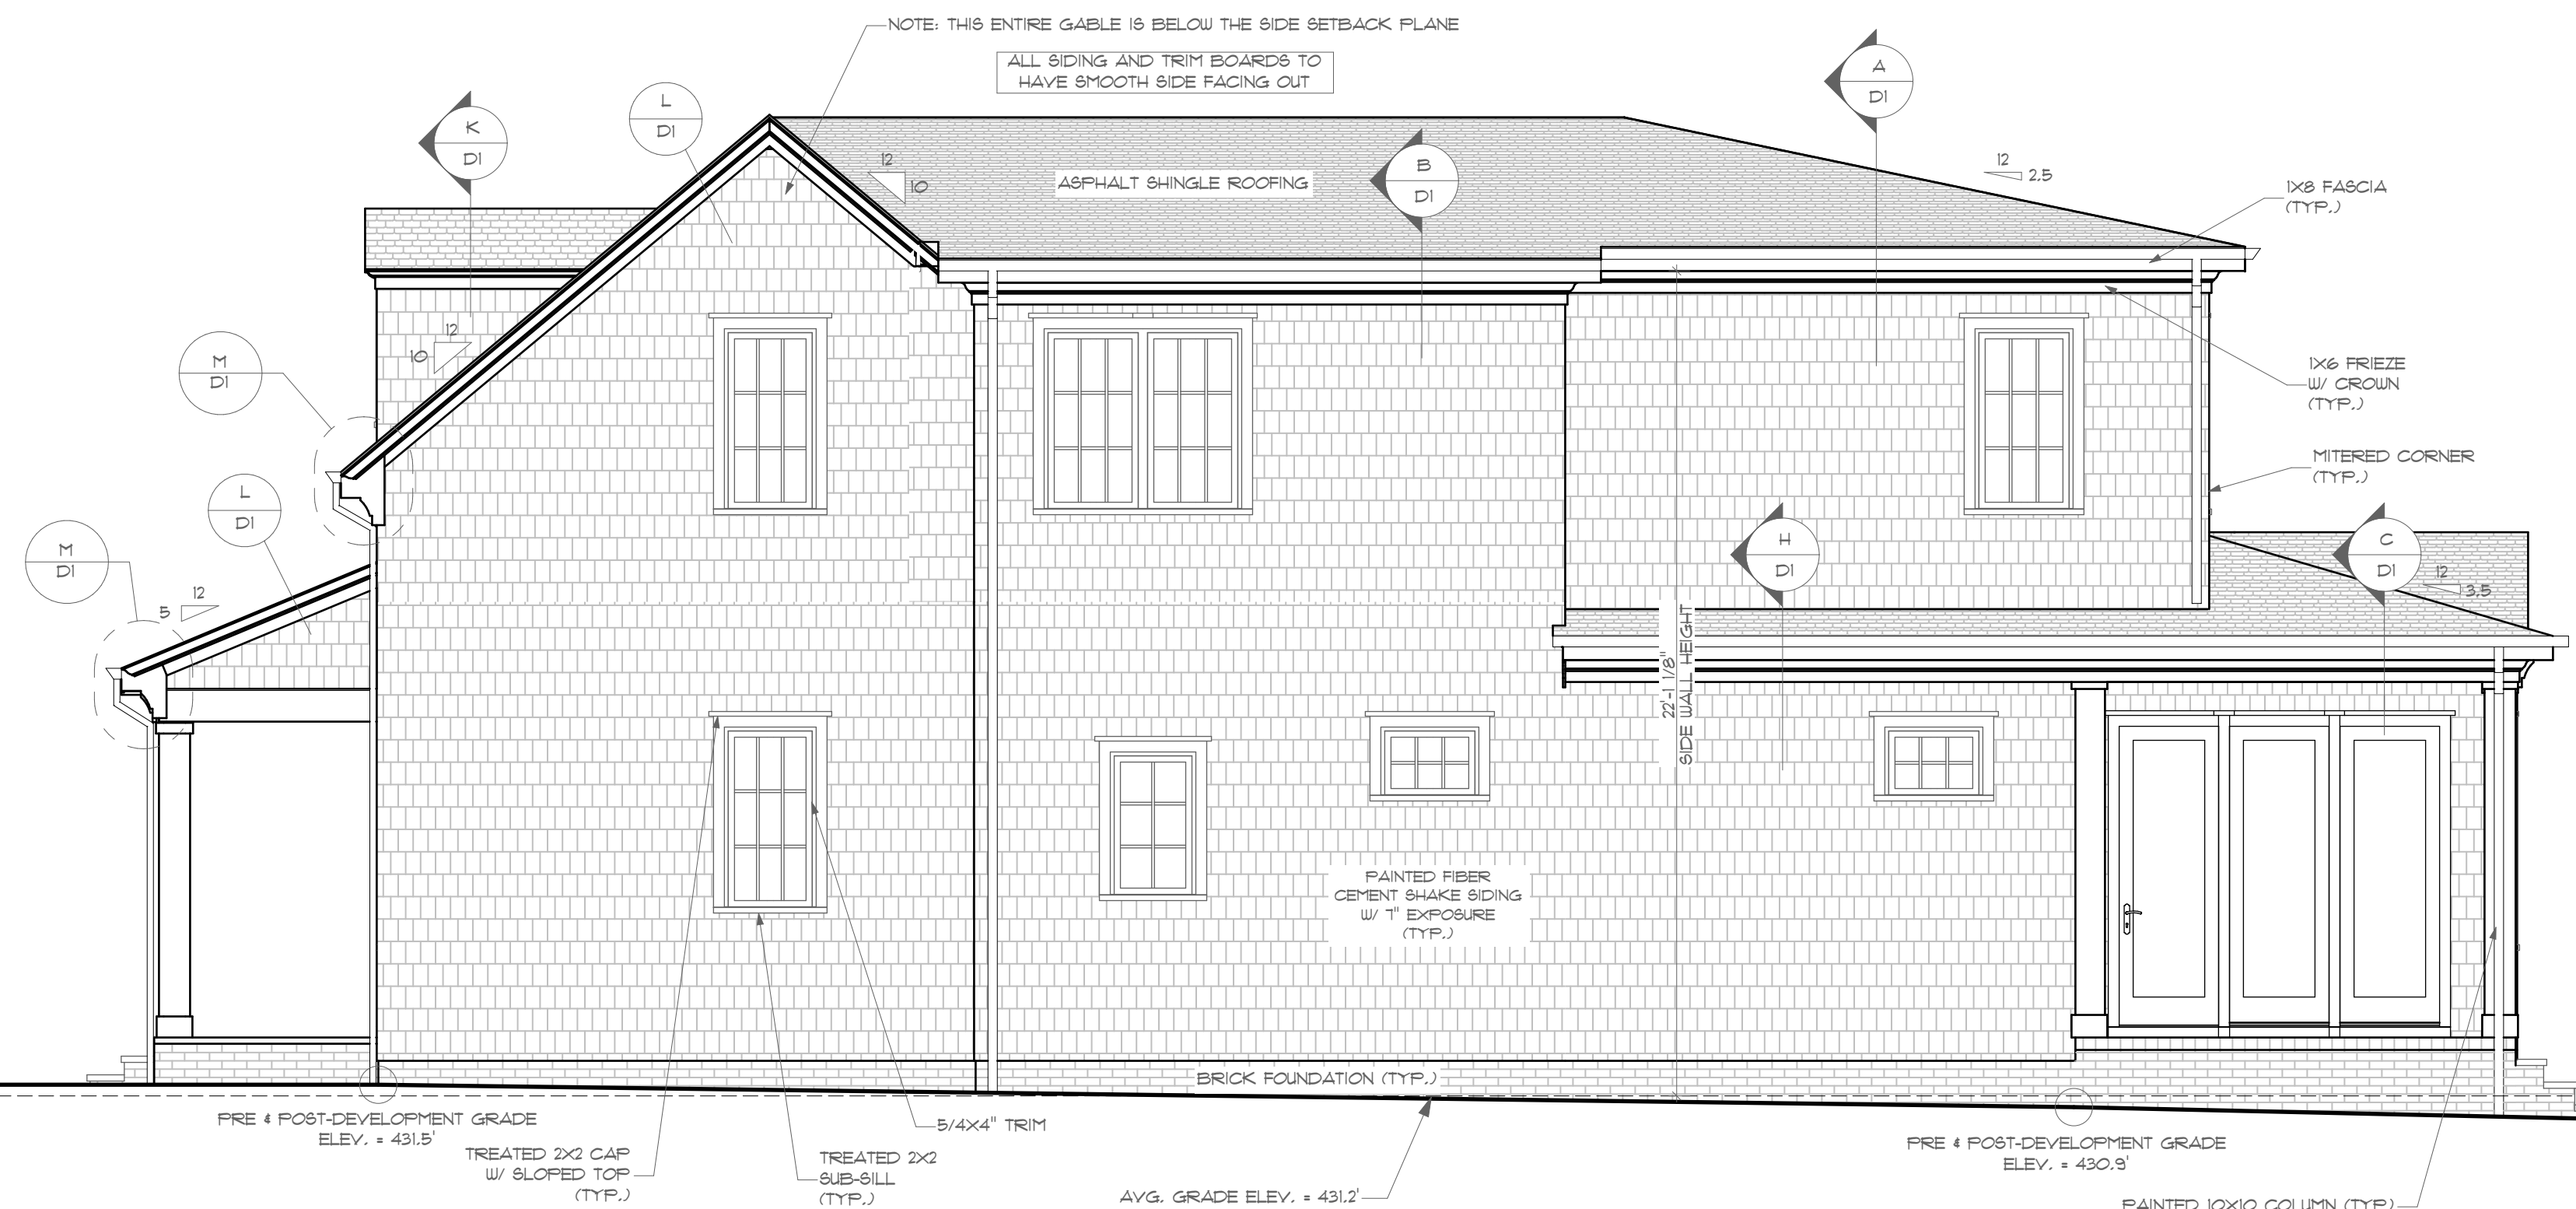 NOTE: THIS ENTIRE GABLE IS BELOW THE SIDE SETBACK PLANE
ALL SIDING AND TRIM BOARDS TO
HAVE SMOOTH SIDE FACING OUT
A
D1
L
D1
K
D1
B
D1
12
10
ASPHALT SHINGLE ROOFING
12
2.5
1X8 FASCIA
(TYP.)
12
10
M
D1
1X6 FRIEZE
W/ CROWN
(TYP.)
MITERED CORNER
(TYP.)
L
D1
M
D1
H
D1
C
D1
12
5
12
3.5
22'-1 1/8"
SIDE WALL HEIGHT
PAINTED FIBER
CEMENT SHAKE SIDING
W/ 7" EXPOSURE
(TYP.)
BRICK FOUNDATION (TYP.)
PRE & POST-DEVELOPMENT GRADE
ELEV. = 431.5'
5/4X4" TRIM
TREATED 2X2 CAP
W/ SLOPED TOP
(TYP.)
TREATED 2X2
SUB-SILL
(TYP.)
AVG. GRADE ELEV. = 431.2'
PRE & POST-DEVELOPMENT GRADE
ELEV. = 430.9'
PAINTED 10X10 COLUMN (TYP.)